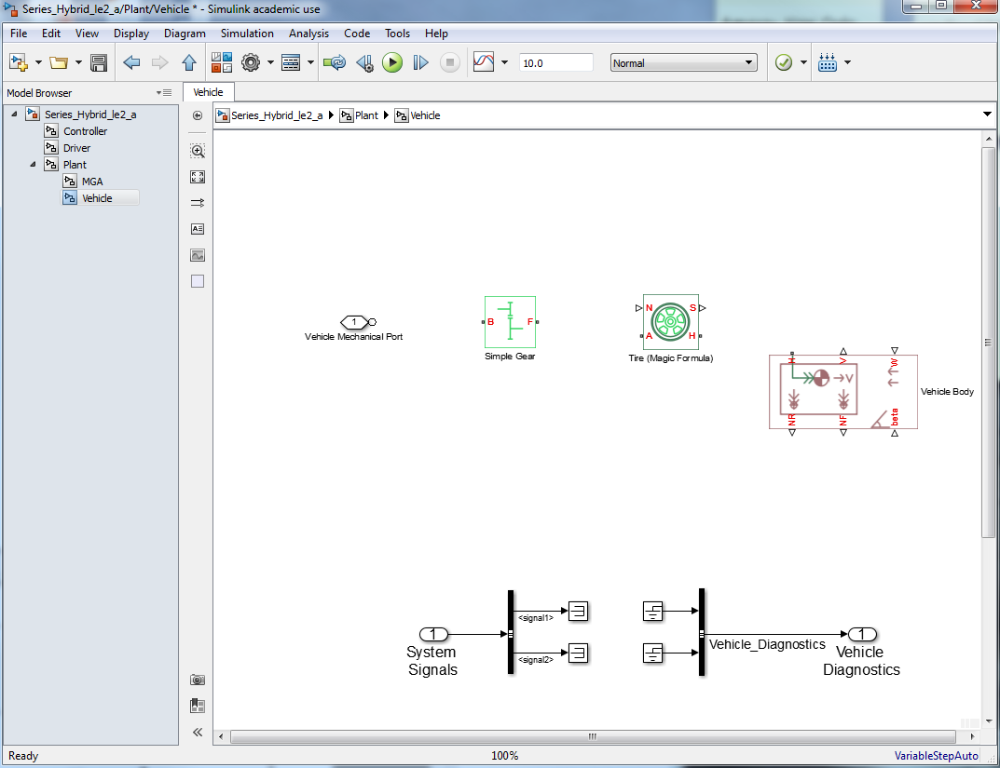 Series_Hybrid_le2_a/Plant/Vehicle * - Simulink academic use
File Edit View Display Diagram Simulation Analysis Code Tools Help
10.0
Normal
Model Browser
Vehicle
Series_Hybrid_le2_a
Controller
Driver
Plant
MGA
Vehicle
Series_Hybrid_le2_a Plant Vehicle
1
Vehicle Mechanical Port
B F
Simple Gear
N S
A H
Tire (Magic Formula)
H V W
V
NR NF beta
Vehicle Body
1
System
Signals
<signal1>
<signal2>
Vehicle_Diagnostics
1
Vehicle
Diagnostics
Ready
100%
VariableStepAuto